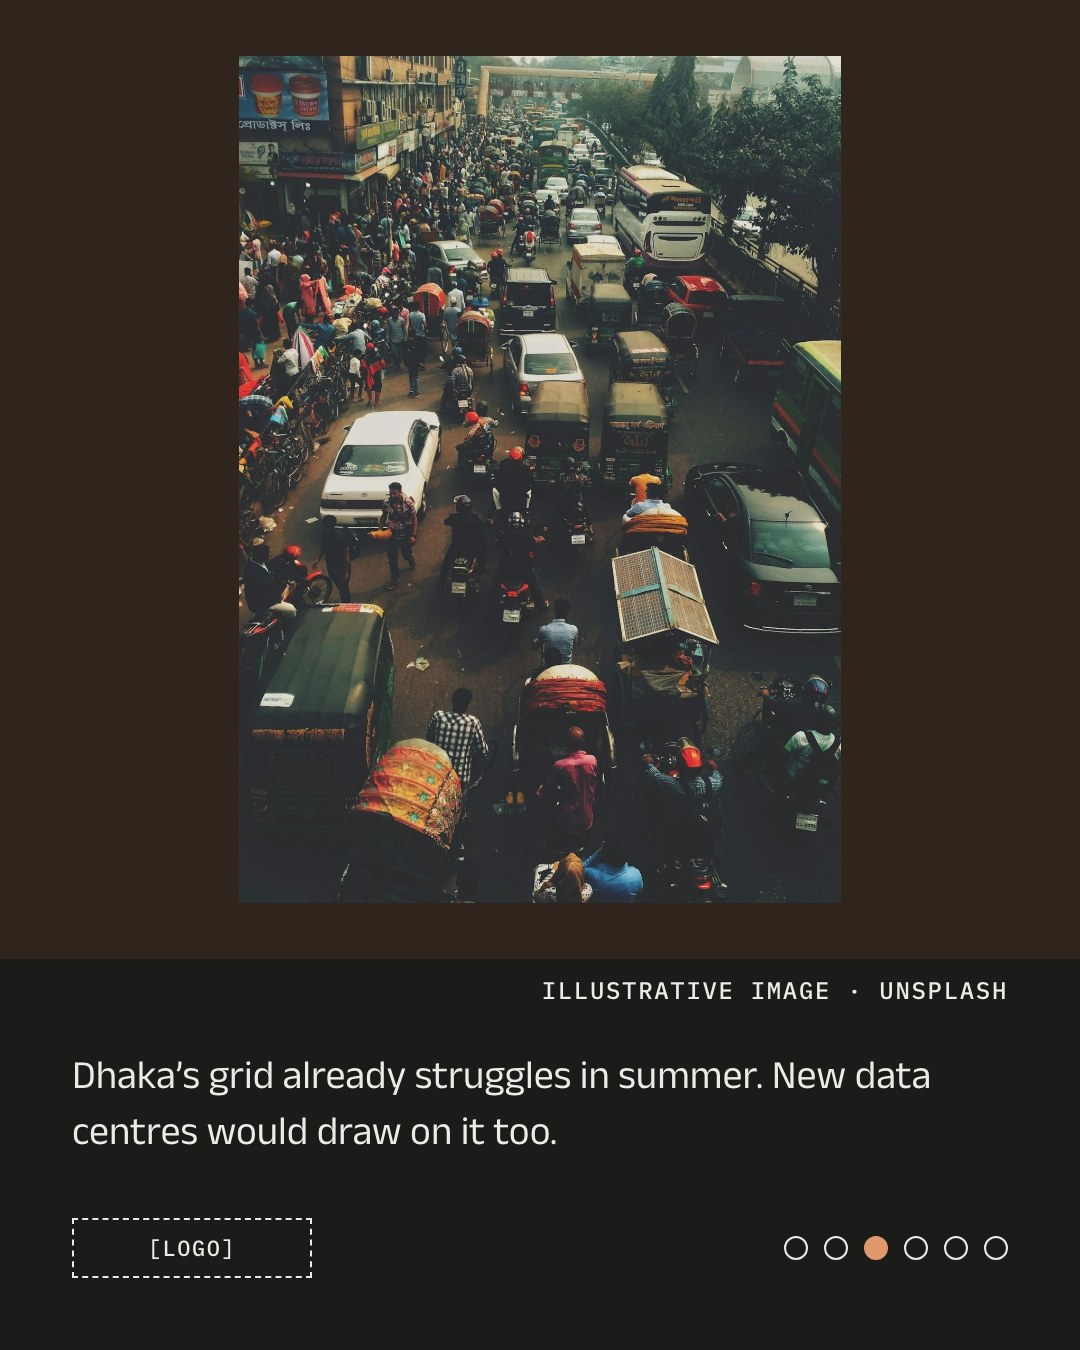 প্রোডাক্টস লিঃ
ILLUSTRATIVE IMAGE · UNSPLASH
Dhaka’s grid already struggles in summer. New data
centres would draw on it too.
[LOGO]